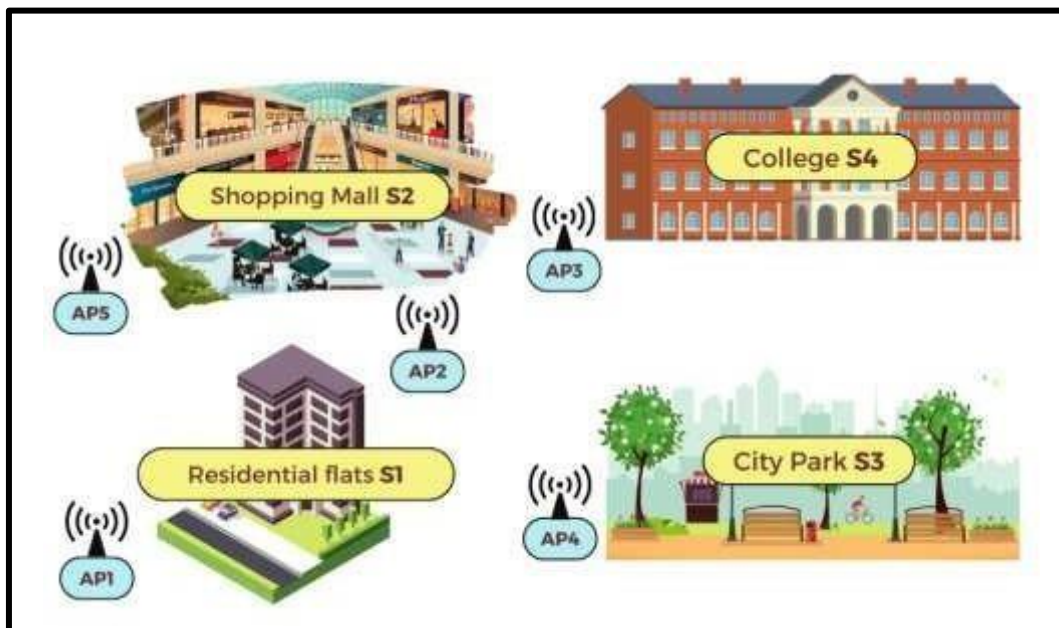 Shopping Mall S2
College S4
AP5
AP3
AP2
Residential flats S1
City Park S3
AP1
AP4